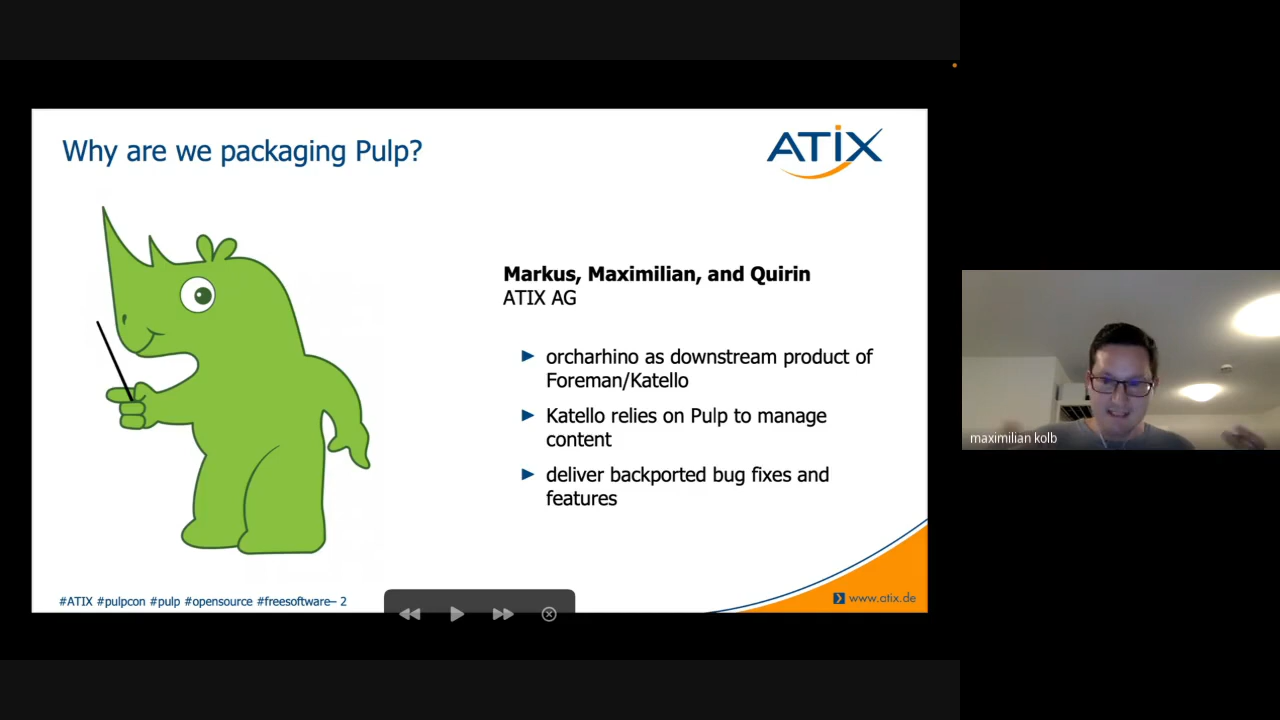 Why are we packaging Pulp?
ATIX
Markus, Maximilian, and Quirin
ATIX AG
orcharhino as downstream product of
Foreman/Katello
Katello relies on Pulp to manage
content
deliver backported bug fixes and
features
maximilian kolb
#ATIX #pulpcon #pulp #opensource #freesoftware– 2
www.atix.de